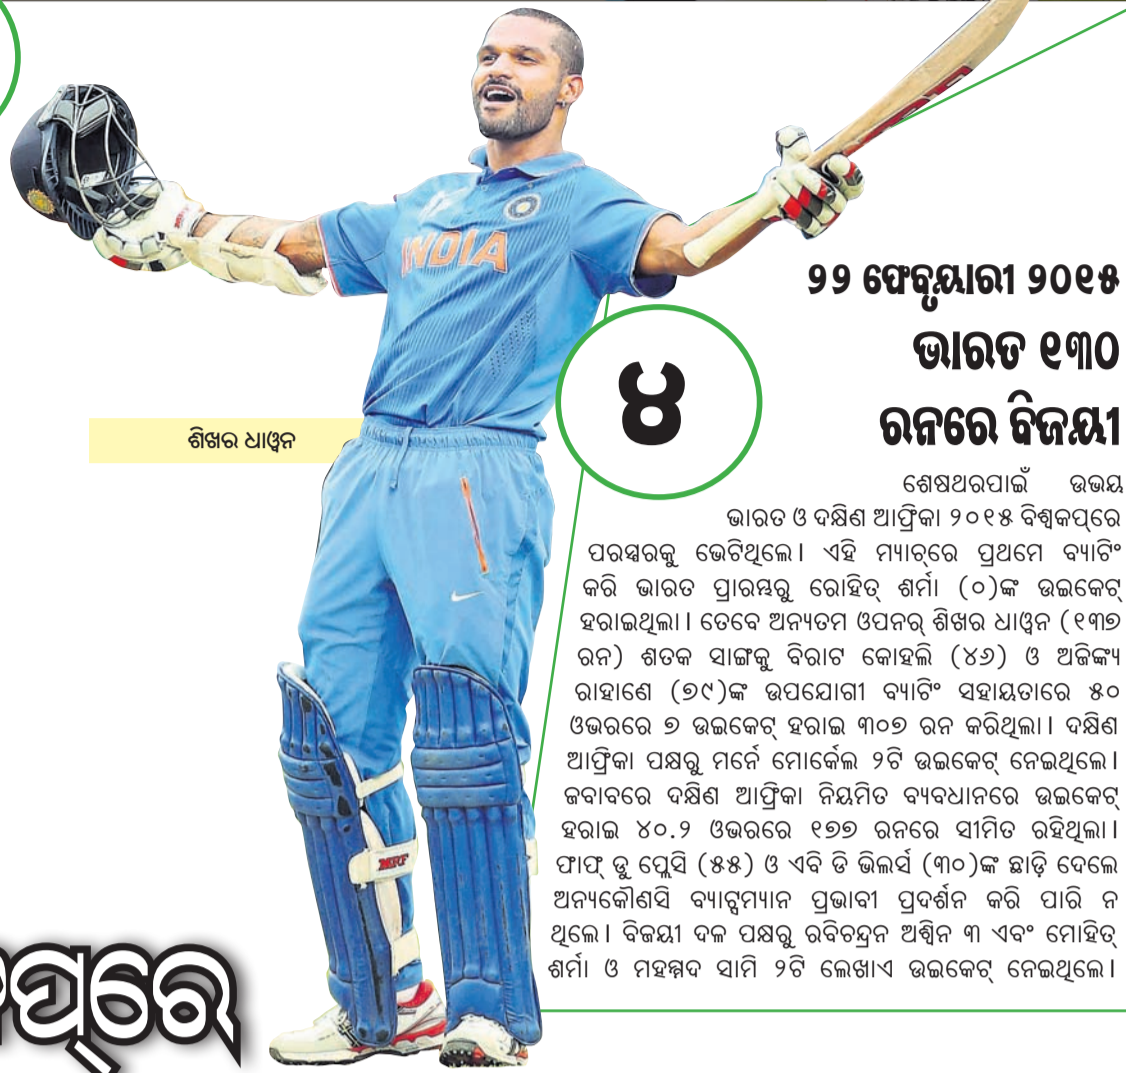 INDIA
୨୨ ଫେବୃୟାରୀ ୨୦୧୫
ଭାରତ ୧୩୦
ରନରେ ବିଜୟୀ
୪
ଶିଖର ଧାୱନ
ଶେଷଥରପାଇଁ ଉଭୟ
ଭାରତ ଓ ଦକ୍ଷିଣ ଆଫ୍ରିକା ୨୦୧୫ ବିଶ୍ୱକପ୍‌ରେ
ପରସ୍ପରକୁ ଭେଟିଥିଲେ। ଏହି ମ୍ୟାଚ୍‌ରେ ପ୍ରଥମେ ବ୍ୟାଟିଂ
କରି ଭାରତ ପ୍ରାରମ୍ଭରୁ ରୋହିତ୍ ଶର୍ମା (୦)ଙ୍କ ଉଇକେଟ୍
ହରାଇଥିଲା। ତେବେ ଅନ୍ୟତମ ଓପନର୍ ଶିଖର ଧାୱନ (୧୩୭
ରନ) ଶତକ ସାଙ୍ଗକୁ ବିରାଟ କୋହଲି (୪୬) ଓ ଅଜିଙ୍କ୍ୟ
ରାହାଣେ (୭୯)ଙ୍କ ଉପଯୋଗୀ ବ୍ୟାଟିଂ ସହାୟତାରେ ୫୦
ଓଭରରେ ୭ ଉଇକେଟ୍ ହରାଇ ୩୦୭ ରନ କରିଥିଲା। ଦକ୍ଷିଣ
ଆଫ୍ରିକା ପକ୍ଷରୁ ମର୍ନେ ମୋର୍କେଲ ୨ଟି ଉଇକେଟ୍ ନେଇଥିଲେ।
ଜବାବରେ ଦକ୍ଷିଣ ଆଫ୍ରିକା ନିୟମିତ ବ୍ୟବଧାନରେ ଉଇକେଟ୍
ହରାଇ ୪୦.୨ ଓଭରରେ ୧୭୭ ରନରେ ସୀମିତ ରହିଥିଲା।
ଫାଫ୍ ଡୁ ପ୍ଲେସି (୫୫) ଓ ଏବି ଡି ଭିଲର୍ସ (୩୦)ଙ୍କ ଛାଡ଼ି ଦେଲେ
ଅନ୍ୟକୌଣସି ବ୍ୟାଟ୍ସମ୍ୟାନ ପ୍ରଭାବୀ ପ୍ରଦର୍ଶନ କରି ପାରି ନ
ଥିଲେ। ବିଜୟୀ ଦଳ ପକ୍ଷରୁ ରବିଚନ୍ଦ୍ରନ ଅଶ୍ୱିନ ୩ ଏବଂ ମୋହିତ୍
ଶର୍ମା ଓ ମହମ୍ମଦ ସାମି ୨ଟି ଲେଖାଏ ଉଇକେଟ୍ ନେଇଥିଲେ।
MRF